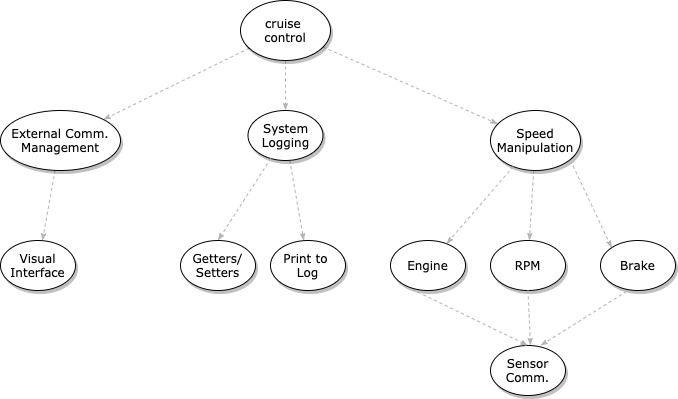 cruise
control
External Comm.
Management
System
Logging
Speed
Manipulation
Visual
Interface
Getters/
Setters
Print to
Log
Engine
RPM
Brake
Sensor
Comm.